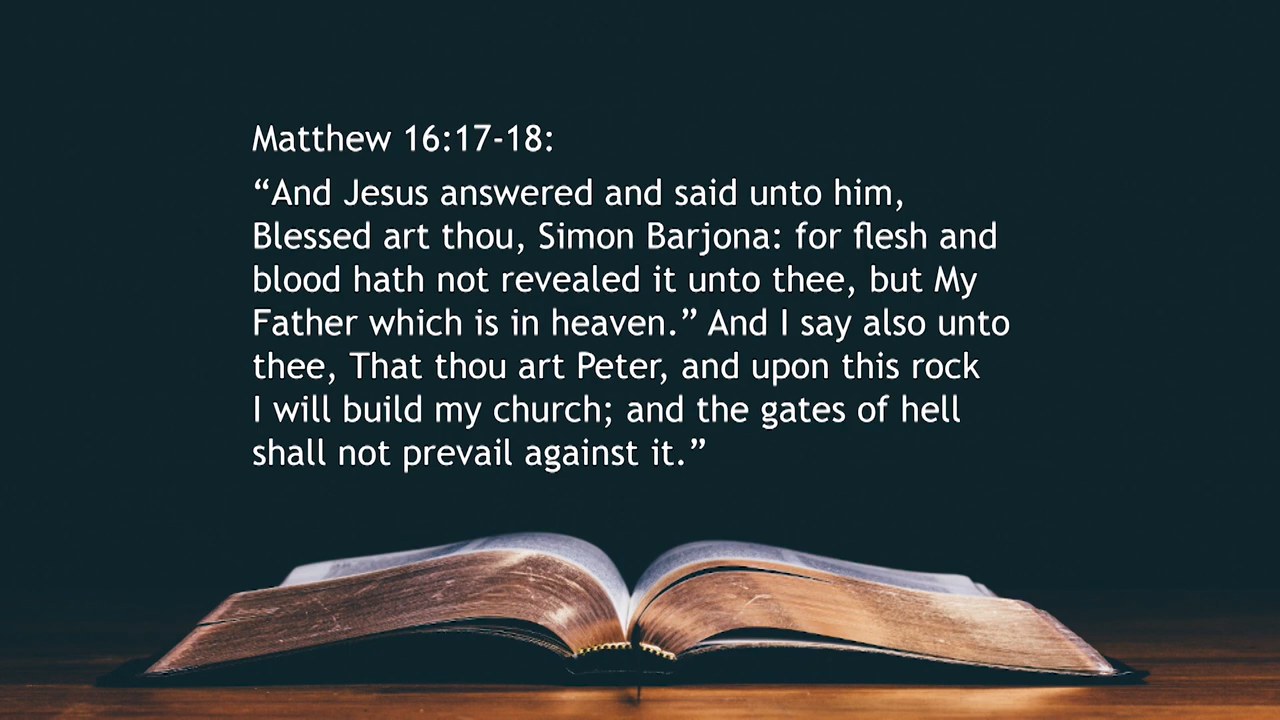 Matthew 16:17-18:
“And Jesus answered and said unto him,
Blessed art thou, Simon Barjona: for flesh and
blood hath not revealed it unto thee, but My
Father which is in heaven.” And I say also unto
thee, That thou art Peter, and upon this rock
I will build my church; and the gates of hell
shall not prevail against it.”